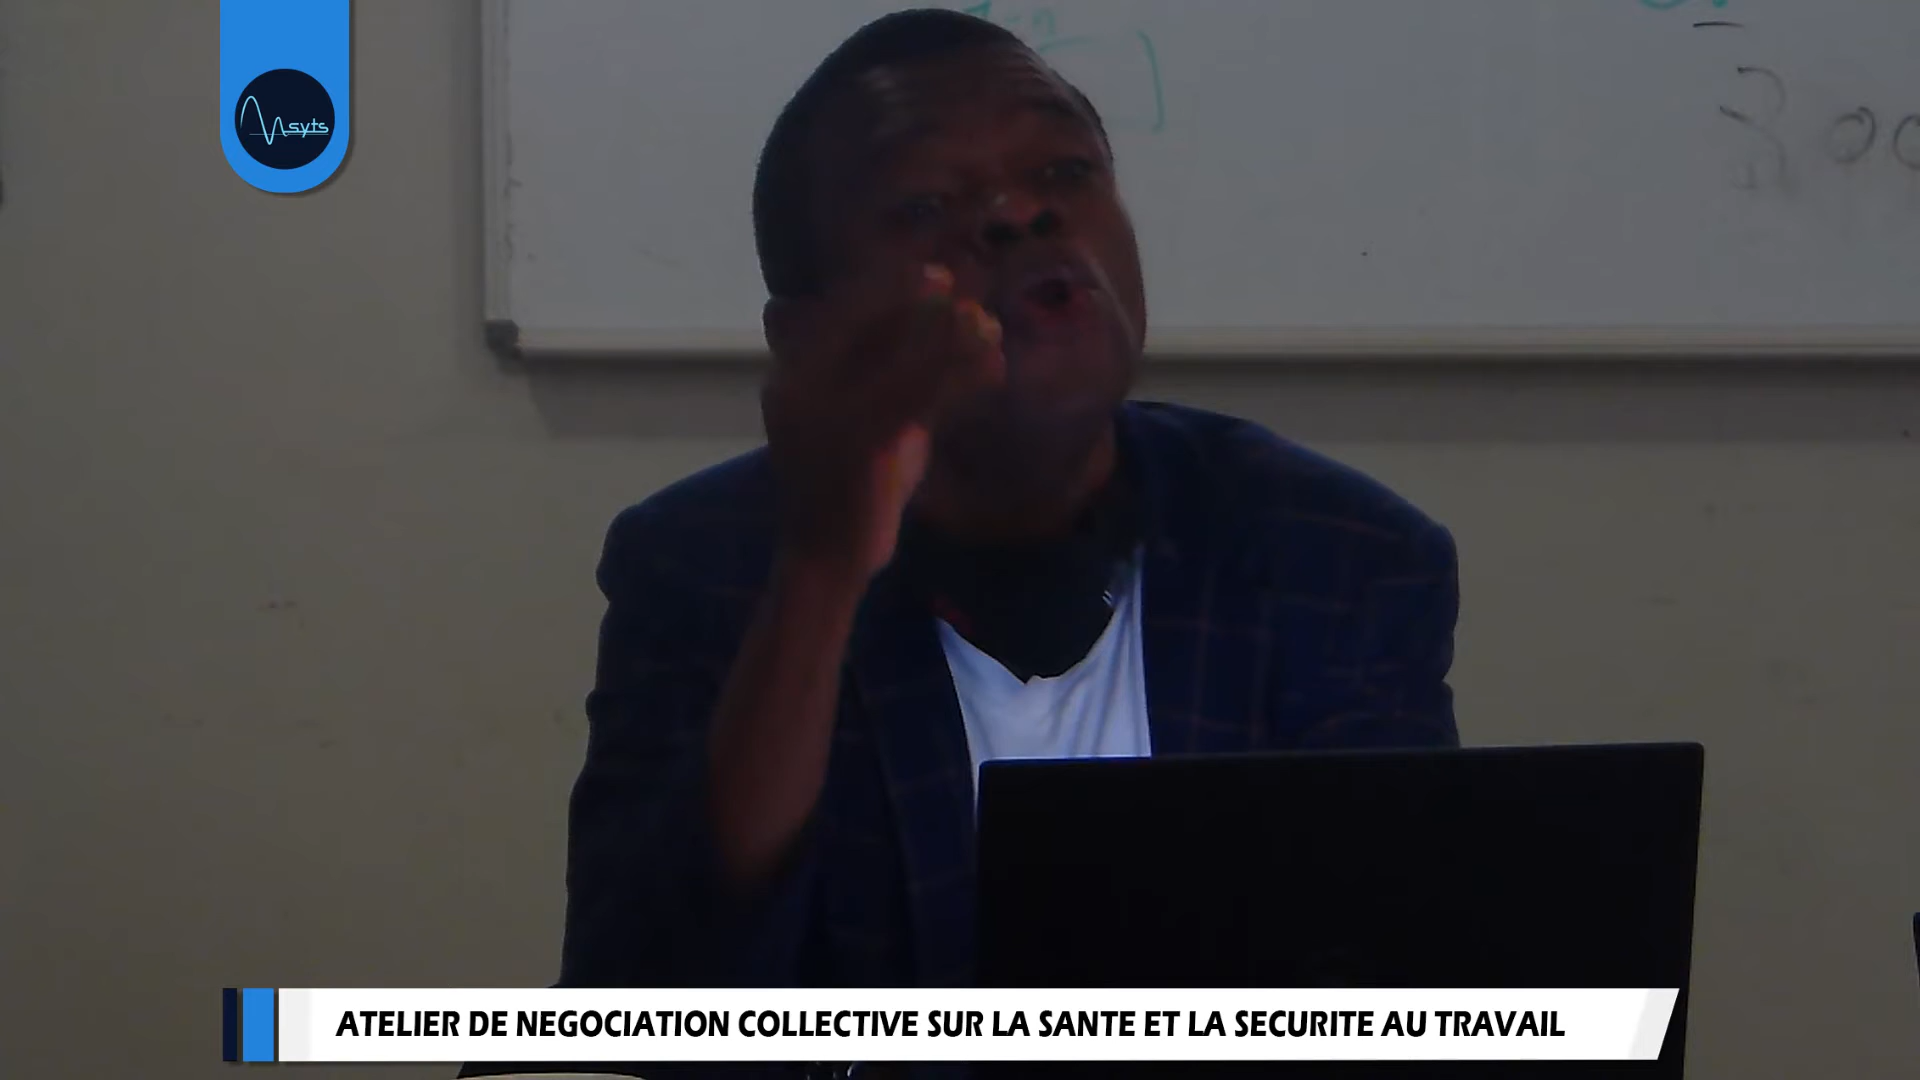 syts
ATELIER DE NEGOCIATION COLLECTIVE SUR LA SANTE ET LA SECURITE AU TRAVAIL